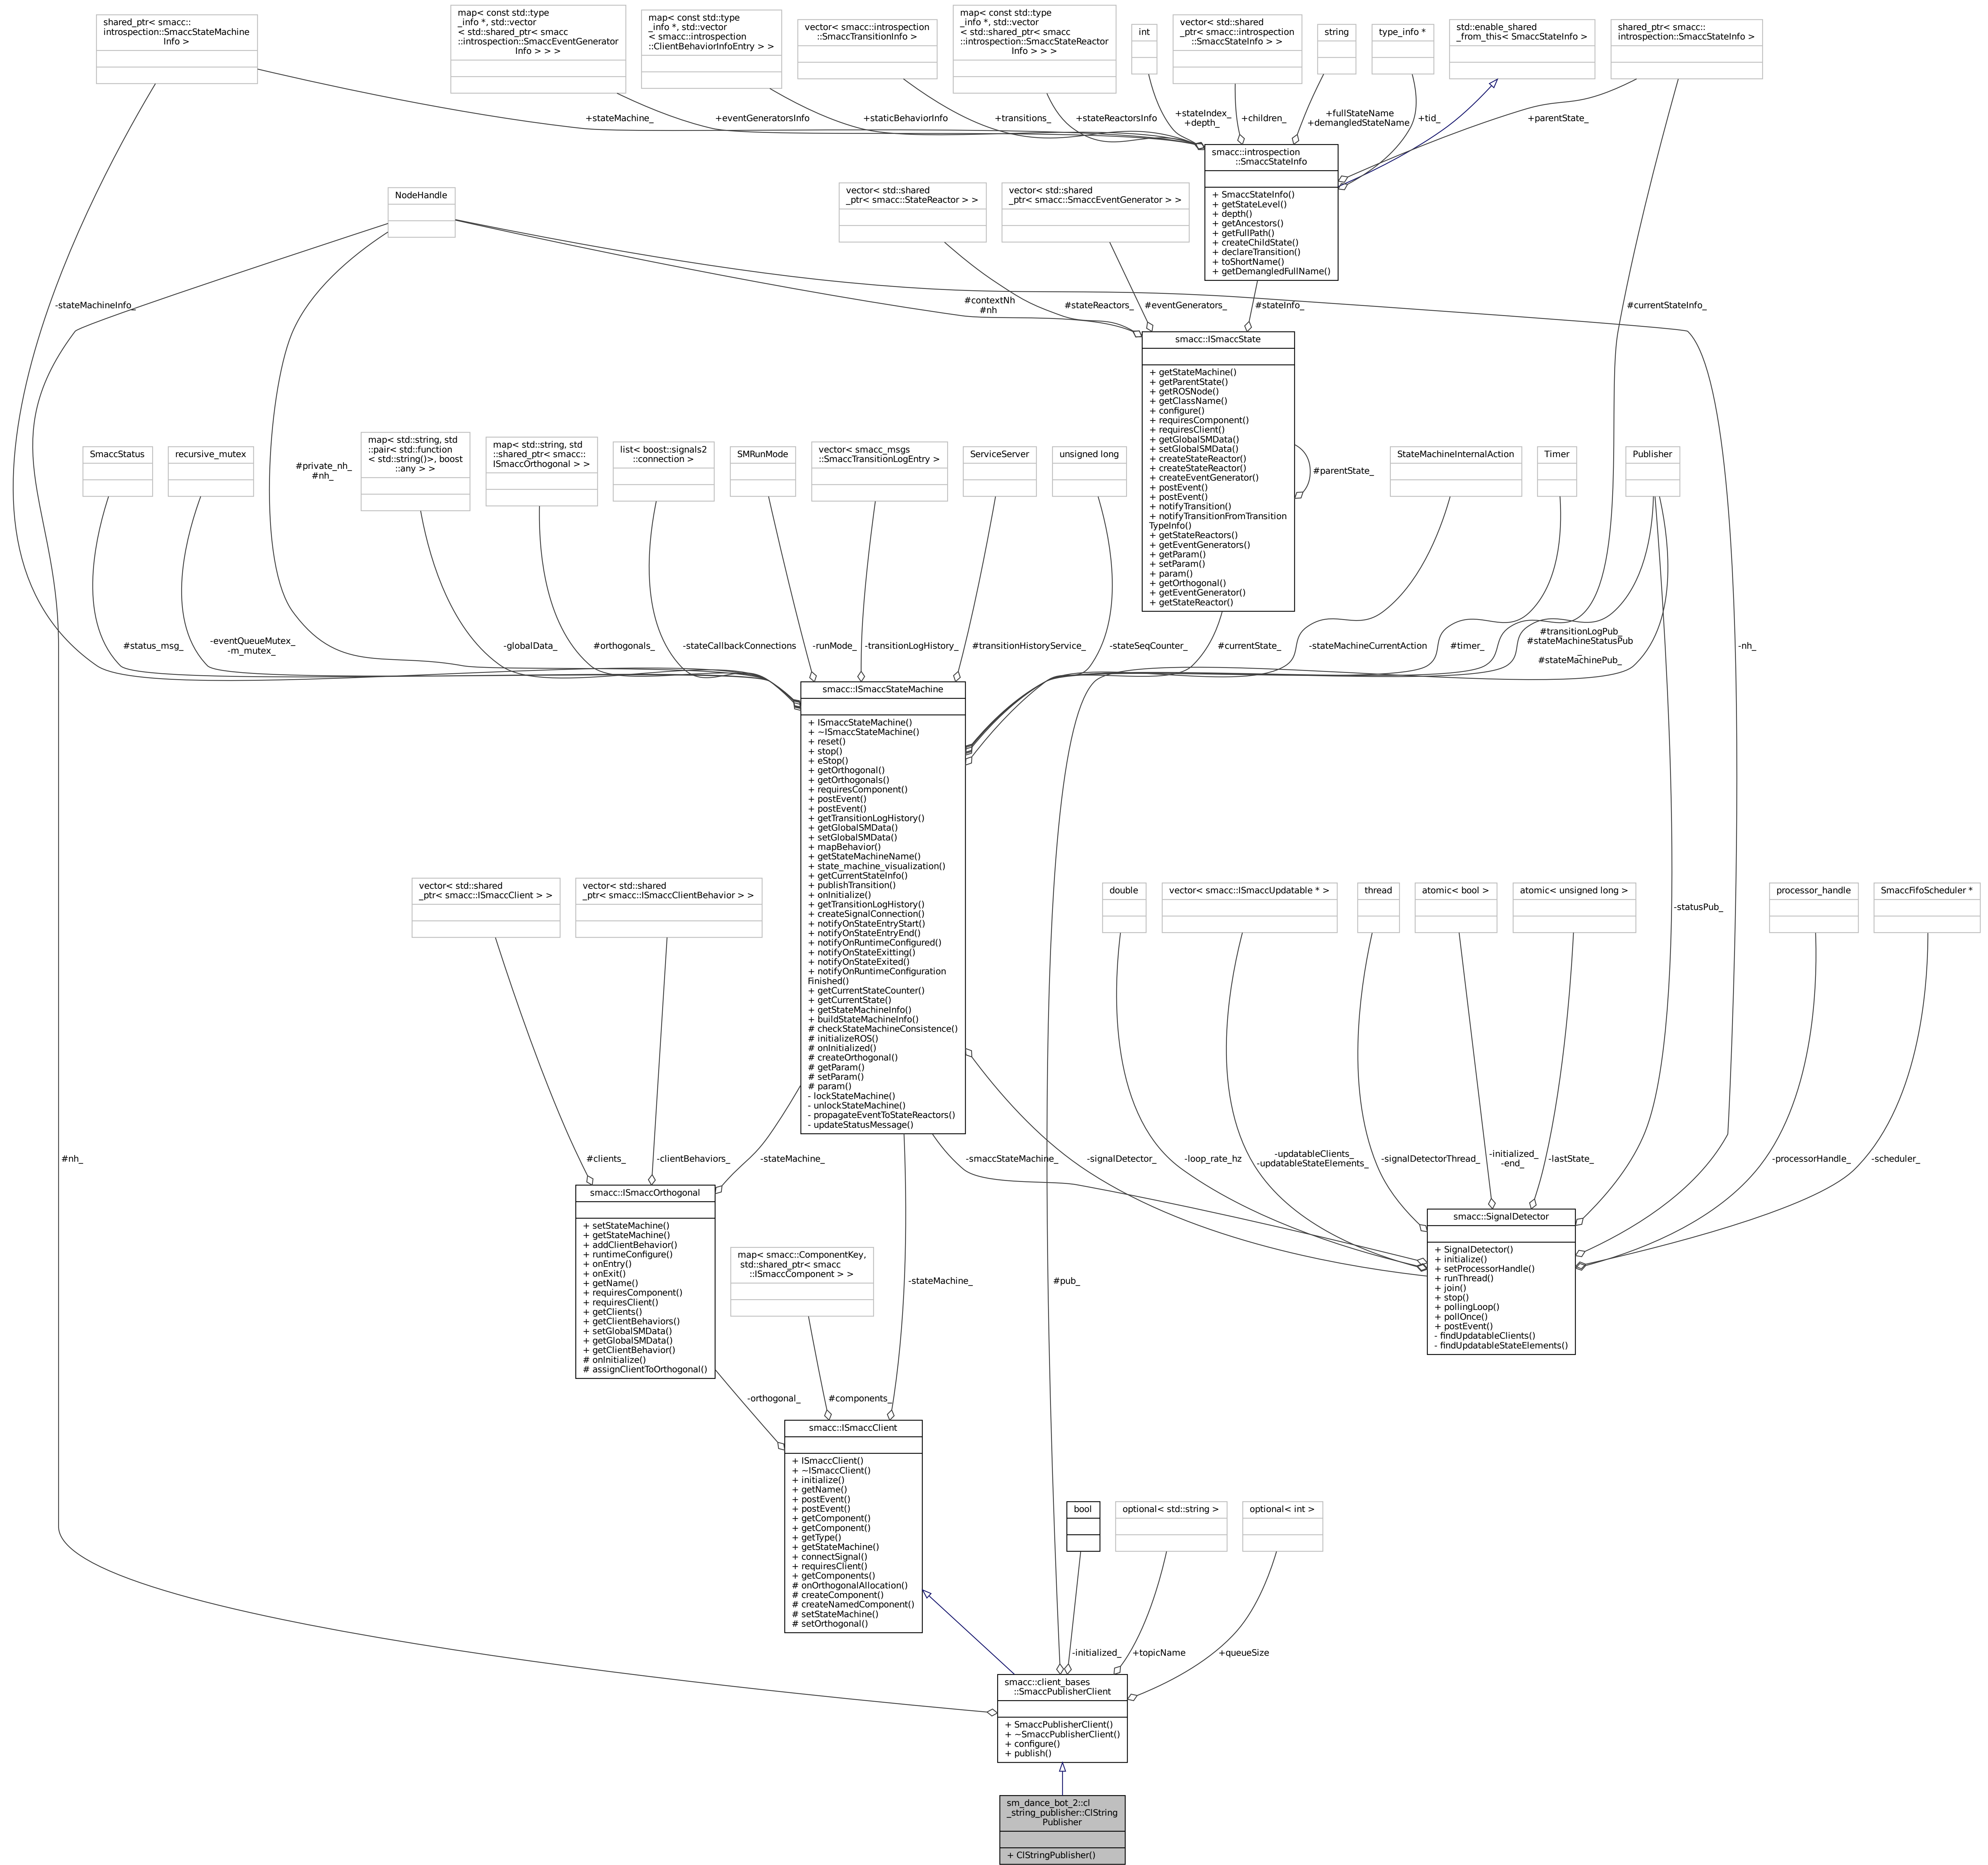 shared_ptr< smacc::
introspection::SmaccStateMachine
Info >
map< const std::type
_info *, std::vector
< std::shared_ptr< smacc
::introspection::SmaccEventGenerator
Info > > >
map< const std::type
_info *, std::vector
< smacc::introspection
::ClientBehaviorInfoEntry > >
vector< smacc::introspection
::SmaccTransitionInfo >
map< const std::type
_info *, std::vector
< std::shared_ptr< smacc
::introspection::SmaccStateReactor
Info > > >
int
vector< std::shared
_ptr< smacc::introspection
::SmaccStateInfo > >
string
type_info *
std::enable_shared
_from_this< SmaccStateInfo >
shared_ptr< smacc::
introspection::SmaccStateInfo >
+stateMachine_
+eventGeneratorsInfo
+staticBehaviorInfo
+transitions_
+stateReactorsInfo
+stateIndex_
+depth_
+children_
+fullStateName
+demangledStateName
+tid_
+parentState_
smacc::introspection
::SmaccStateInfo
+ SmaccStateInfo()
+ getStateLevel()
+ depth()
+ getAncestors()
+ getFullPath()
+ createChildState()
+ declareTransition()
+ toShortName()
+ getDemangledFullName()
NodeHandle
vector< std::shared
_ptr< smacc::StateReactor > >
vector< std::shared
_ptr< smacc::SmaccEventGenerator > >
-stateMachineInfo_
#contextNh
#nh
#stateReactors_
#eventGenerators_
#stateInfo_
#currentStateInfo_
smacc::ISmaccState
+ getStateMachine()
+ getParentState()
+ getROSNode()
+ getClassName()
+ configure()
+ requiresComponent()
+ requiresClient()
+ getGlobalSMData()
+ setGlobalSMData()
+ createStateReactor()
+ createStateReactor()
+ createEventGenerator()
+ postEvent()
+ postEvent()
+ notifyTransition()
+ notifyTransitionFromTransition
TypeInfo()
+ getStateReactors()
+ getEventGenerators()
+ getParam()
+ setParam()
+ param()
+ getOrthogonal()
+ getEventGenerator()
+ getStateReactor()
#parentState_
SmaccStatus
recursive_mutex
#private_nh_
#nh_
map< std::string, std
::pair< std::function
< std::string()>, boost
::any > >
map< std::string, std
::shared_ptr< smacc::
ISmaccOrthogonal > >
list< boost::signals2
::connection >
SMRunMode
vector< smacc_msgs
::SmaccTransitionLogEntry >
ServiceServer
unsigned long
StateMachineInternalAction
Timer
Publisher
#status_msg_
-eventQueueMutex_
-m_mutex_
-globalData_
#orthogonals_
-stateCallbackConnections
-runMode_
-transitionLogHistory_
#transitionHistoryService_
-stateSeqCounter_
#currentState_
-stateMachineCurrentAction
#timer_
#transitionLogPub_
#stateMachineStatusPub
_
#stateMachinePub_
-nh_
smacc::ISmaccStateMachine
+ ISmaccStateMachine()
+ ~ISmaccStateMachine()
+ reset()
+ stop()
+ eStop()
+ getOrthogonal()
+ getOrthogonals()
+ requiresComponent()
+ postEvent()
+ postEvent()
+ getTransitionLogHistory()
+ getGlobalSMData()
+ setGlobalSMData()
+ mapBehavior()
+ getStateMachineName()
+ state_machine_visualization()
+ getCurrentStateInfo()
+ publishTransition()
+ onInitialize()
+ getTransitionLogHistory()
+ createSignalConnection()
+ notifyOnStateEntryStart()
+ notifyOnStateEntryEnd()
+ notifyOnRuntimeConfigured()
+ notifyOnStateExitting()
+ notifyOnStateExited()
+ notifyOnRuntimeConfiguration
Finished()
+ getCurrentStateCounter()
+ getCurrentState()
+ getStateMachineInfo()
+ buildStateMachineInfo()
# checkStateMachineConsistence()
# initializeROS()
# onInitialized()
# createOrthogonal()
# getParam()
# setParam()
# param()
- lockStateMachine()
- unlockStateMachine()
- propagateEventToStateReactors()
- updateStatusMessage()
vector< std::shared
_ptr< smacc::ISmaccClient > >
vector< std::shared
_ptr< smacc::ISmaccClientBehavior > >
double
vector< smacc::ISmaccUpdatable * >
thread
atomic< bool >
atomic< unsigned long >
-statusPub_
processor_handle
SmaccFifoScheduler *
#nh_
#clients_
-clientBehaviors_
-stateMachine_
-smaccStateMachine_
-signalDetector_
-loop_rate_hz
-updatableClients_
-updatableStateElements_
-signalDetectorThread_
-initialized_
-end_
-lastState_
-processorHandle_
-scheduler_
smacc::ISmaccOrthogonal
+ setStateMachine()
+ getStateMachine()
+ addClientBehavior()
+ runtimeConfigure()
+ onEntry()
+ onExit()
+ getName()
+ requiresComponent()
+ requiresClient()
+ getClients()
+ getClientBehaviors()
+ setGlobalSMData()
+ getGlobalSMData()
+ getClientBehavior()
# onInitialize()
# assignClientToOrthogonal()
map< smacc::ComponentKey,
std::shared_ptr< smacc
::ISmaccComponent > >
-stateMachine_
#pub_
smacc::SignalDetector
+ SignalDetector()
+ initialize()
+ setProcessorHandle()
+ runThread()
+ join()
+ stop()
+ pollingLoop()
+ pollOnce()
+ postEvent()
- findUpdatableClients()
- findUpdatableStateElements()
-orthogonal_
#components_
smacc::ISmaccClient
+ ISmaccClient()
+ ~ISmaccClient()
+ initialize()
+ getName()
+ postEvent()
+ postEvent()
+ getComponent()
+ getComponent()
+ getType()
+ getStateMachine()
+ connectSignal()
+ requiresClient()
+ getComponents()
# onOrthogonalAllocation()
# createComponent()
# createNamedComponent()
# setStateMachine()
# setOrthogonal()
bool
optional< std::string >
optional< int >
-initialized_
+topicName
+queueSize
smacc::client_bases
::SmaccPublisherClient
+ SmaccPublisherClient()
+ ~SmaccPublisherClient()
+ configure()
+ publish()
sm_dance_bot_2::cl
_string_publisher::ClString
Publisher
+ ClStringPublisher()